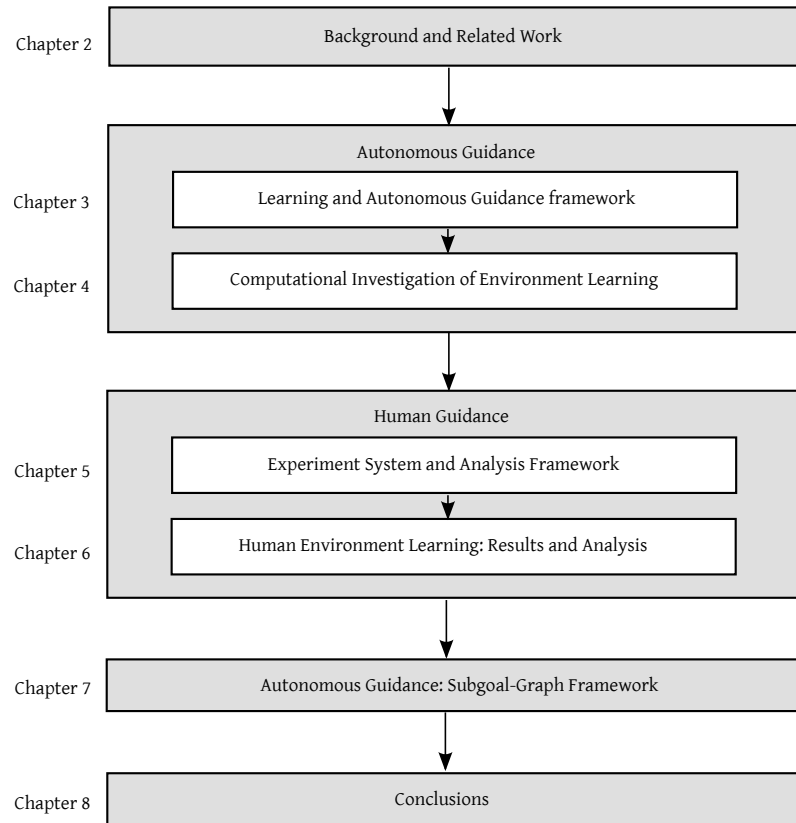 Chapter 2
Background and Related Work
Autonomous Guidance
Chapter 3
Learning and Autonomous Guidance framework
Chapter 4
Computational Investigation of Environment Learning
Human Guidance
Chapter 5
Experiment System and Analysis Framework
Chapter 6
Human Environment Learning: Results and Analysis
Chapter 7
Autonomous Guidance: Subgoal-Graph Framework
Chapter 8
Conclusions